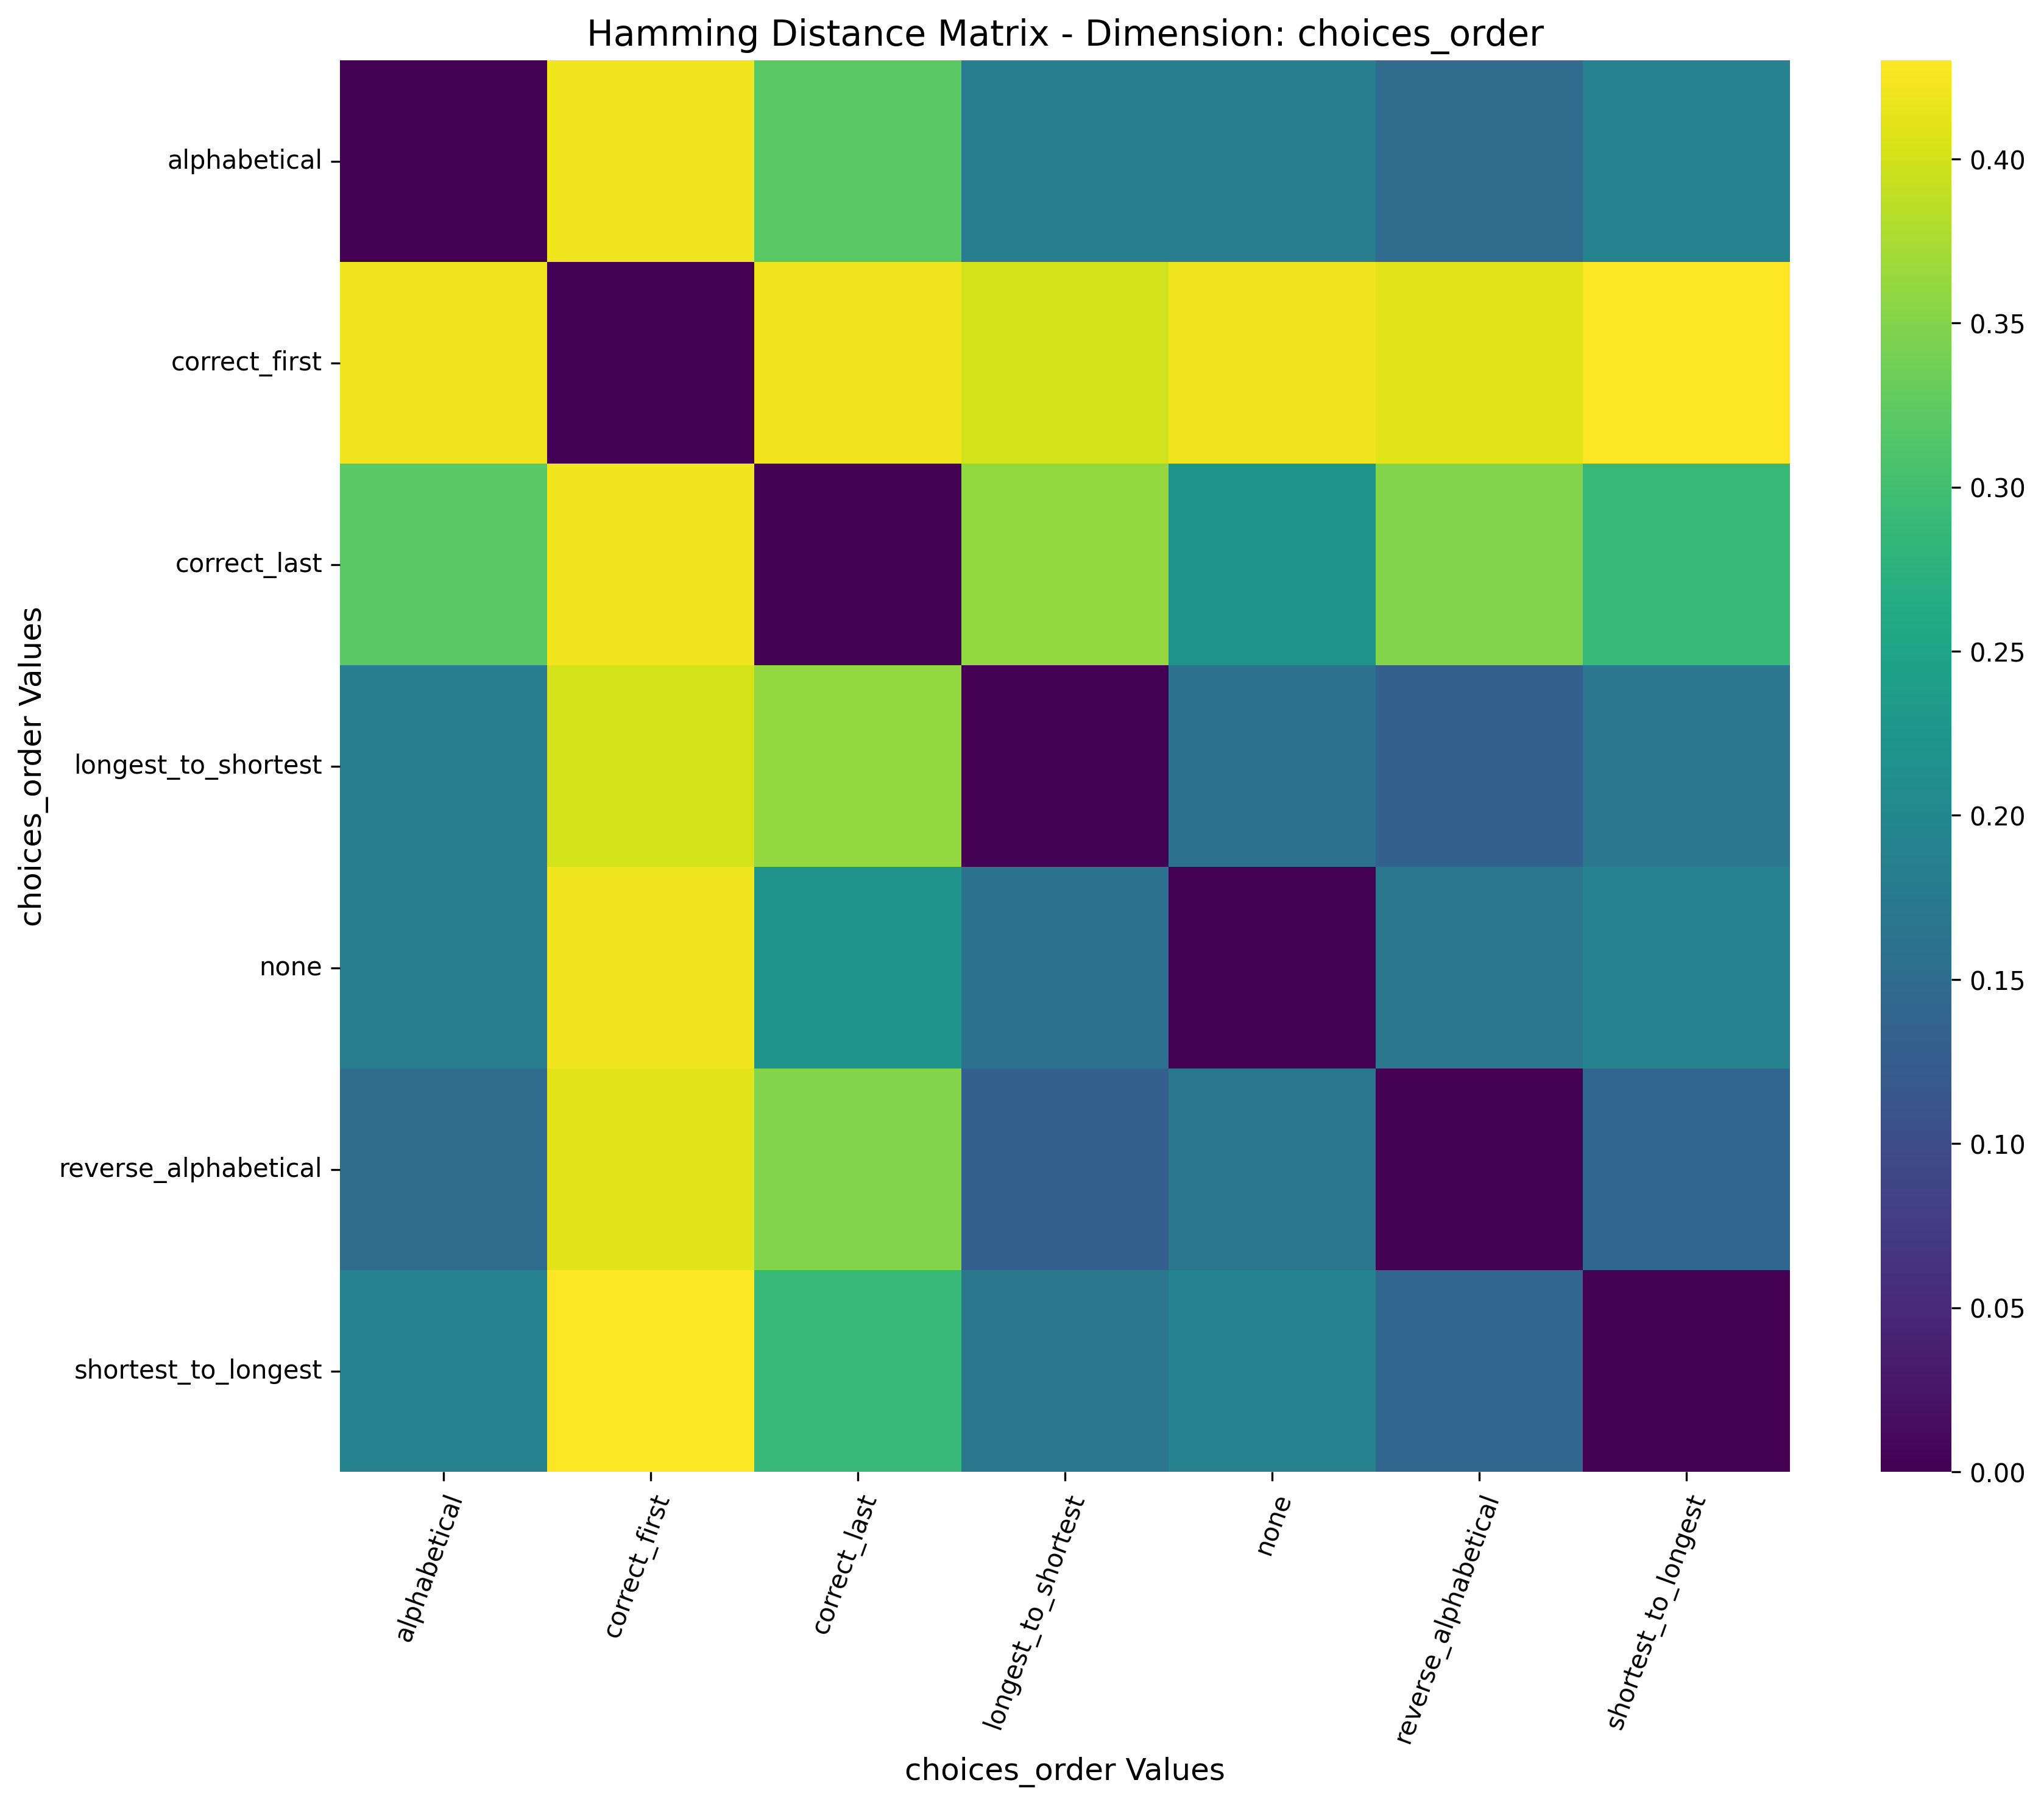 Hamming Distance Matrix - Dimension: choices_order
choices_order Values
alphabetical
correct_first
correct_last
longest_to_shortest
none
reverse_alphabetical
shortest_to_longest
alphabetical
correct_first
correct_last
longest_to_shortest
none
reverse_alphabetical
shortest_to_longest
choices_order Values
0.40
0.35
0.30
0.25
0.20
0.15
0.10
0.05
0.00